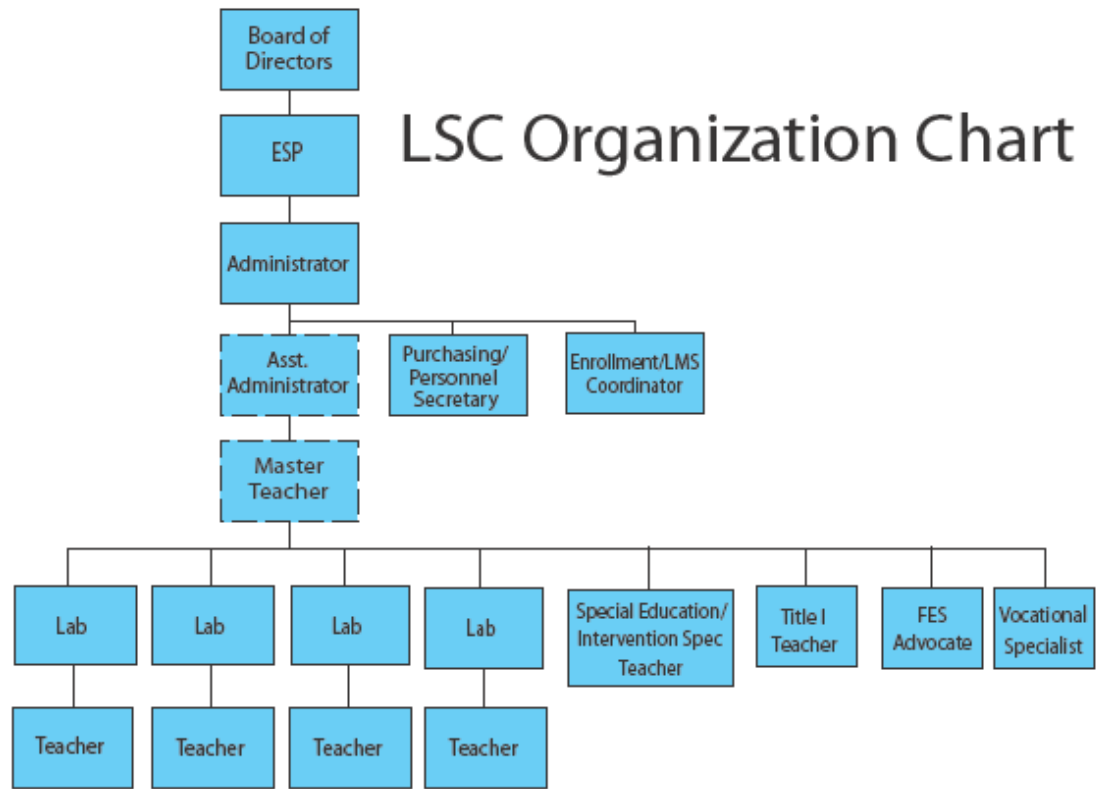 Board of
Directors
LSC Organization Chart
ESP
Administrator
Asst.
Administrator
Purchasing/
Personnel
Secretary
Enrollment/LMS
Coordinator
Master
Teacher
Lab
Lab
Lab
Lab
Special Education/
Intervention Spec
Teacher
Title I
Teacher
FES
Advocate
Vocational
Specialist
Teacher
Teacher
Teacher
Teacher